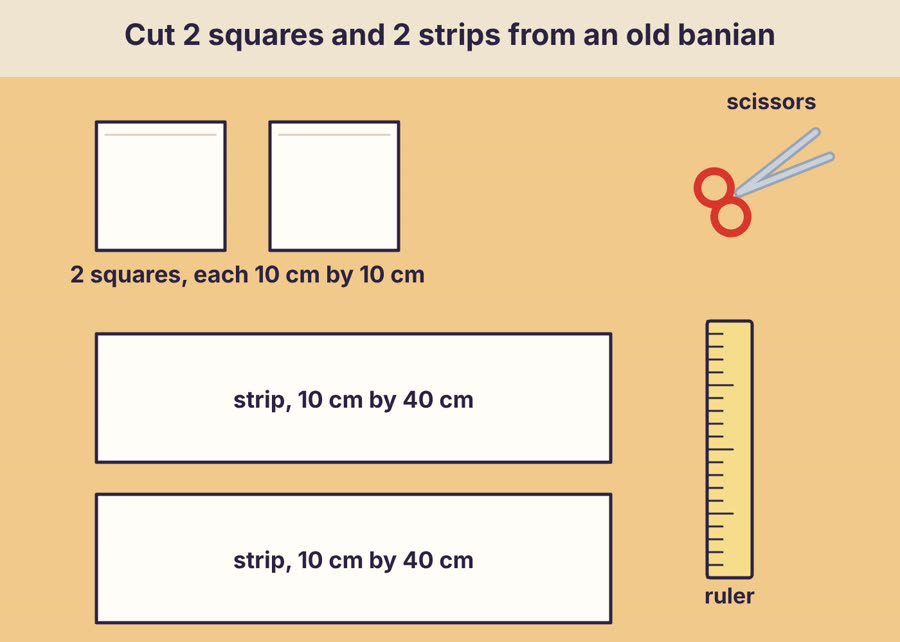 Cut 2 squares and 2 strips from an old banian
scissors
2 squares, each 10 cm by 10 cm
strip, 10 cm by 40 cm
strip, 10 cm by 40 cm
ruler